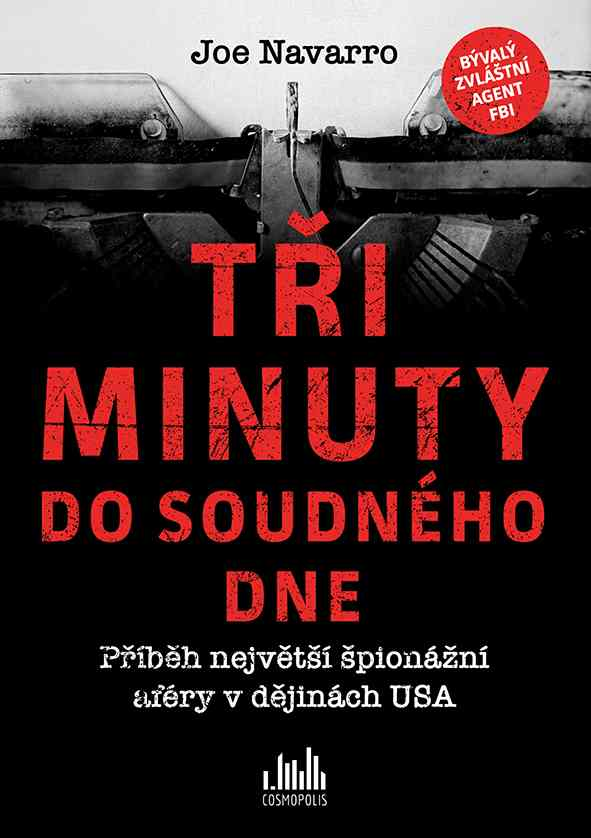 Joe Navarro
BÝVALÝ
ZVLÁŠTNÍ
AGENT
FBI
TŘI
MINUTY
DO SOUDNÉHO
DNE
Příběh největší špionážní
aféry v dějinách USA
COSMOPOLIS